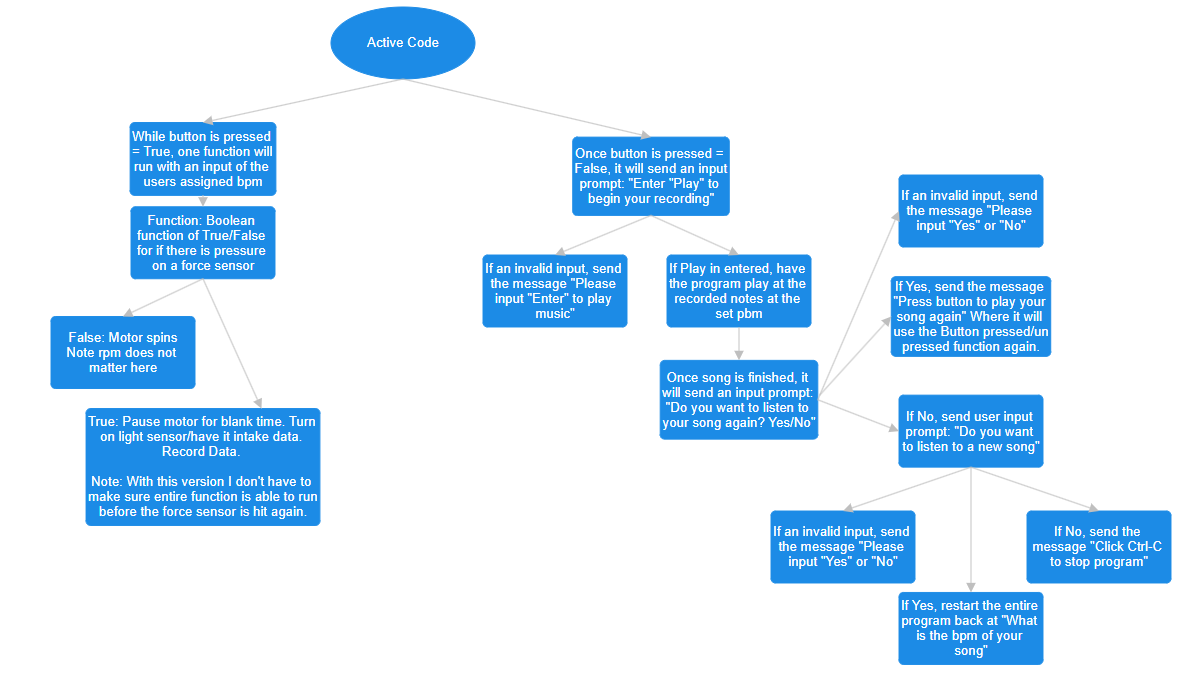 Active Code
While button is pressed
= True, one function will
run with an input of the
users assigned bpm
Function: Boolean
function of True/False
for if there is pressure
on a force sensor
False: Motor spins
Note rpm does not
matter here
True: Pause motor for blank time. Turn
on light sensor/have it intake data.
Record Data.
Note: With this version I don't have to
make sure entire function is able to run
before the force sensor is hit again.
Once button is pressed =
False, it will send an input
prompt: "Enter "Play" to
begin your recording"
If an invalid input, send
the message "Please
input "Enter" to play
music"
If Play in entered, have
the program play at the
recorded notes at the
set pbm
Once song is finished, it
will send an input prompt:
"Do you want to listen to
your song again? Yes/No"
If an invalid input, send
the message "Please
input "Yes" or "No"
If Yes, send the message
"Press button to play your
song again" Where it will
use the Button pressed/un
pressed function again.
If No, send user input
prompt: "Do you want
to listen to a new song"
If an invalid input, send
the message "Please
input "Yes" or "No"
If Yes, restart the entire
program back at "What
is the bpm of your
song"
If No, send the
message "Click Ctrl-C
to stop program"